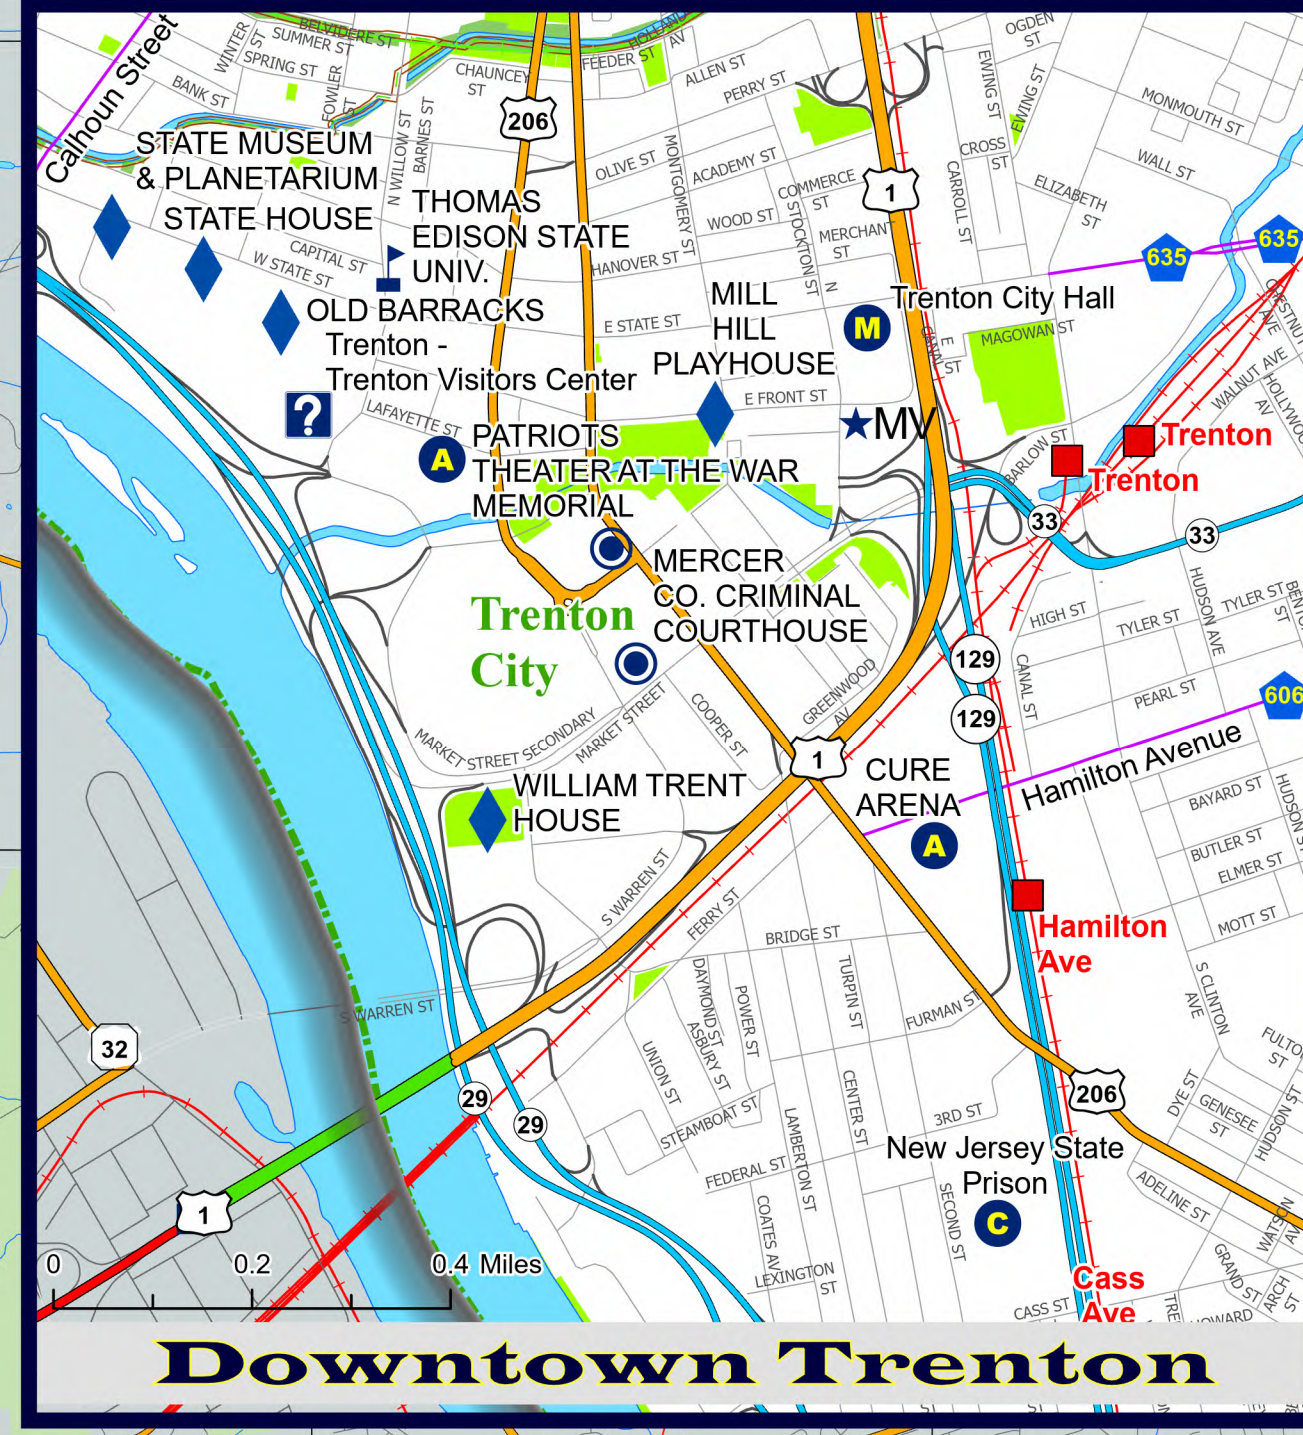 Calhoun Street
WINTER ST
BELVIDERE ST
SUMMER ST
SPRING ST
FOWLER ST
BANK ST
N WILLOW ST
BARNES ST
CHAUNCEY ST
206
FEEDER ST
HOLLAND AV
ALLEN ST
PERRY ST
OGDEN ST
EWING ST
EWING ST
CROSS ST
MONMOUTH ST
WALL ST
ELIZABETH ST
CARROLL ST
1
OLIVE ST
MONTGOMERY ST
ACADEMY ST
COMMERCE ST
WOOD ST
N STOCKTON ST
MERCHANT ST
HANOVER ST
E STATE ST
STATE MUSEUM
& PLANETARIUM
STATE HOUSE
CAPITAL ST
W STATE ST
THOMAS
EDISON STATE
UNIV.
OLD BARRACKS
Trenton -
Trenton Visitors Center
?
LAFAYETTE ST
MILL
HILL
PLAYHOUSE
E FRONT ST
Trenton City Hall
M
MV
E CANAL ST
MAGOWAN ST
635
635
CHESTNUT AVE
WALNUT AVE
HOLLYWOOD AV
BARLOW ST
Trenton
Trenton
33
33
A
PATRIOTS
THEATER AT THE WAR
MEMORIAL
MERCER
CO. CRIMINAL
COURTHOUSE
Trenton
City
HIGH ST
TYLER ST
TYLER ST
HUDSON AVE
CANAL ST
PEARL ST
606
129
129
GREENWOOD AV
COOPER ST
MARKET STREET SECONDARY
MARKET STREET
1
CURE
ARENA
A
Hamilton Avenue
BAYARD ST
BUTLER ST
ELMER ST
MOTT ST
HUDSON ST
WILLIAM TRENT
HOUSE
S WARREN ST
FERRY ST
BRIDGE ST
Hamilton
Ave
S CLINTON AVE
S WARREN ST
DAYMOND ST
ASBURY ST
POWER ST
TURPIN ST
FURMAN ST
UNION ST
STEAMBOAT ST
CENTER ST
LAMBERTON ST
FEDERAL ST
3RD ST
206
DYE ST
GENESEE ST
HUDSON ST
32
29
29
1
New Jersey State
Prison
C
SECOND ST
COATES AV
LEXINGTON ST
ADELINE ST
WATSON AV
GRAND ST
ARCH ST
CASS ST
Cass
Ave
0 0.2 0.4 Miles
Downtown Trenton